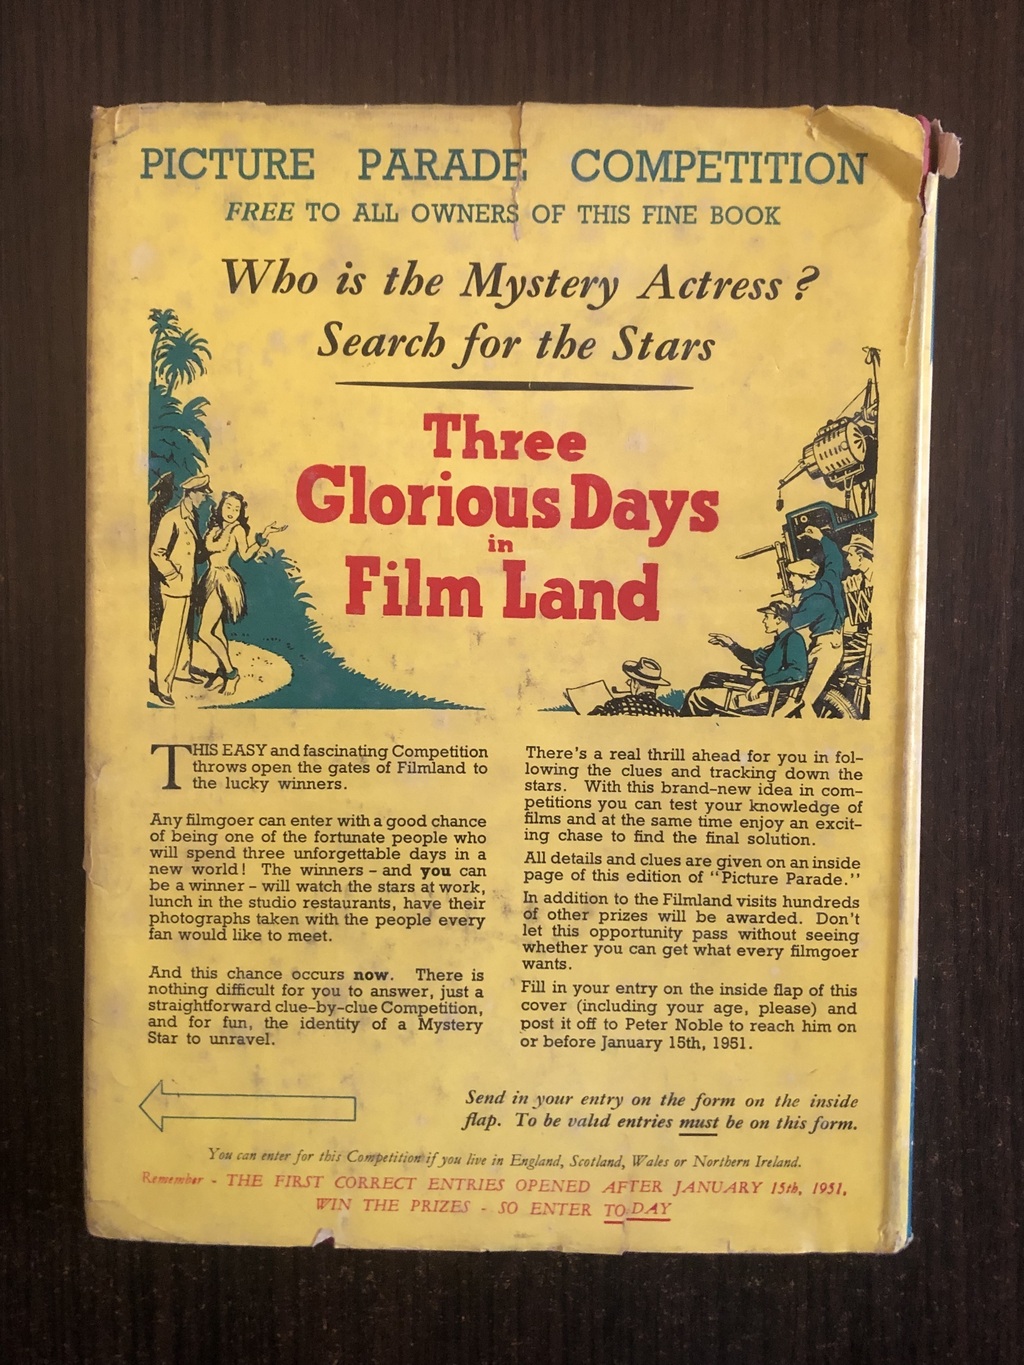 PICTURE PARADE COMPETITION
FREE TO ALL OWNERS OF THIS FINE BOOK
Who is the Mystery Actress?
Search for the Stars
Three
Glorious Days
in
Film Land
10
THIS EASY and fascinating Competition
throws open the gates of Filmland to
the lucky winners.
Any filmgoer can enter with a good chance
of being one of the fortunate people who
will spend three unforgettable days in a
new world! The winners - and you can
be a winner - will watch the stars at work,
lunch in the studio restaurants, have their
photographs taken with the people every
fan would like to meet.
And this chance occurs now. There is
nothing difficult for you to answer, just a
straightforward clue-by-clue Competition,
and for fun, the identity of a Mystery
Star to unravel.
There's a real thrill ahead for you in fol-
lowing the clues and tracking down the
stars. With this brand-new idea in com-
petitions you can test your knowledge of
films and at the same time enjoy an excit-
ing chase to find the final solution.
All details and clues are given on an inside
page of this edition of "Picture Parade."
In addition to the Filmland visits hundreds
of other prizes will be awarded. Don't
let this opportunity pass without seeing
whether you can get what every filmgoer
wants.
Fill in your entry on the inside flap of this
cover (including your age, please) and
post it off to Peter Noble to reach him on
or before January 15th, 1951.
Send in your entry on the form on the inside
flap. To be valid entries must be on this form.
You can enter for this Competition if you live in England, Scotland, Wales or Northern Ireland.
Remember - THE FIRST CORRECT ENTRIES OPENED AFTER JANUARY 15th, 1951,
WIN THE PRIZES - SO ENTER TO DAY